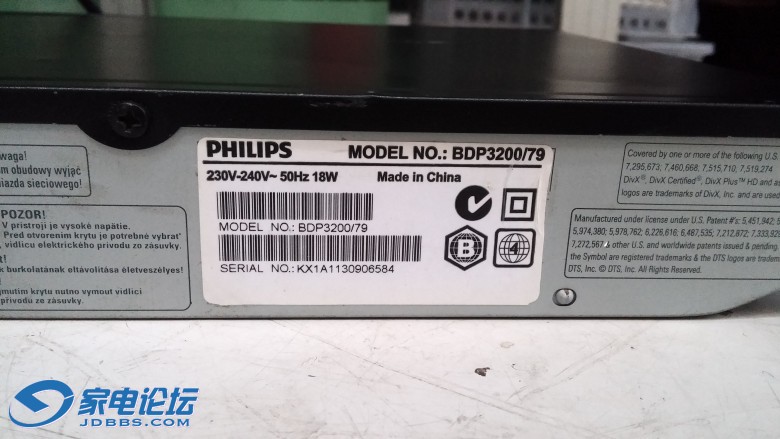 waga!
m obudowy wyjąć
iazda sieciowego!
POZOR!
V prístroji je vysoké napätie.
Pred otvorením krytu je potrebné vybrať
vidlicu elektrického prívodu zo zásuvky.
t!
burkolatának eltávolítása életveszélyes!
!
jmutím krytu nutno vymout vidlici
přívodu ze zásuvky.
PHILIPS MODEL NO.: BDP3200/79
230V-240V~ 50Hz 18W Made in China
MODEL NO.: BDP3200/79
SERIAL NO.: KX1A1130906584
B
4
Covered by one or more of the following U.S.
7,295,673; 7,460,668; 7,515,710; 7,519,274
DivX®, DivX Certified®, DivX Plus™ HD and as
logos are trademarks of DivX, Inc. and are used
Manufactured under license under U.S. Patent #'s: 5,451,942;
5,974,380; 5,978,762; 6,226,616; 6,487,535; 7,212,872; 7,333,929
7,272,567 & other U.S. and worldwide patents issued & pending
the Symbol are registered trademarks & the DTS logos are trademarks
DTS, Inc. © DTS, Inc. All Rights Reserved.
家电论坛
JDBBS.COM